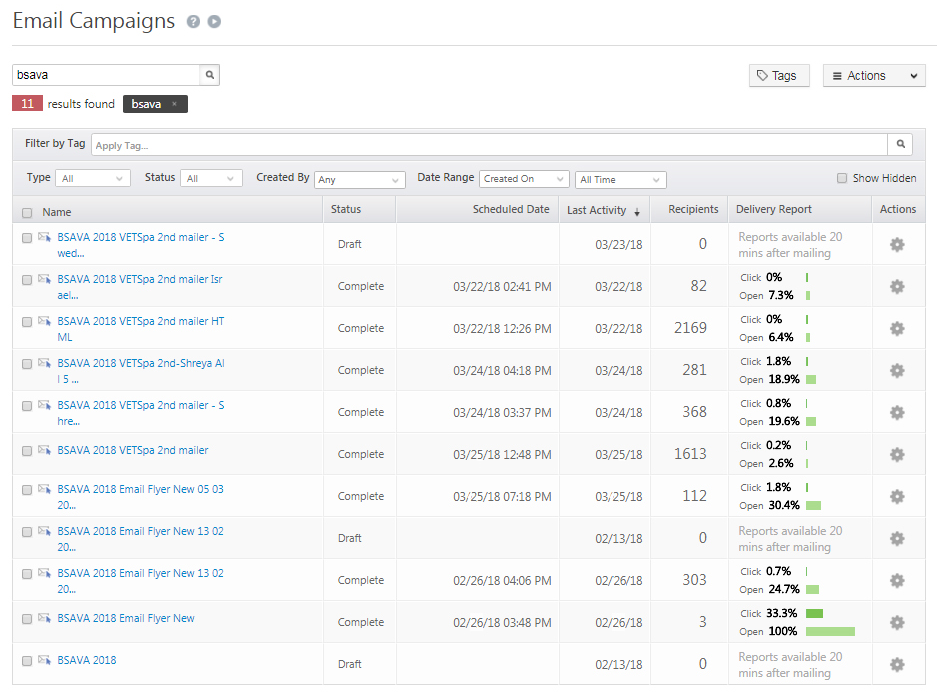 Email Campaigns ?
bsava
Tags
Actions
11 results found bsava ×
Filter by Tag Apply Tag...
Type All Status All Created By Any Date Range Created On All Time Show Hidden
Name Status Scheduled Date Last Activity Recipients Delivery Report Actions
BSAVA 2018 VETSpa 2nd mailer - S
wed...
Draft 03/23/18 0
Reports available 20
mins after mailing
BSAVA 2018 VETSpa 2nd mailer Isr
ael...
Complete 03/22/18 02:41 PM 03/22/18 82
Click 0%
Open 7.3%
BSAVA 2018 VETSpa 2nd mailer HT
ML
Complete 03/22/18 12:26 PM 03/22/18 2169
Click 0%
Open 6.4%
BSAVA 2018 VETSpa 2nd-Shreya Al
l 5 ...
Complete 03/24/18 04:18 PM 03/24/18 281
Click 1.8%
Open 18.9%
BSAVA 2018 VETSpa 2nd mailer - S
hre...
Complete 03/24/18 03:37 PM 03/24/18 368
Click 0.8%
Open 19.6%
BSAVA 2018 VETSpa 2nd mailer
Complete 03/25/18 12:48 PM 03/25/18 1613
Click 0.2%
Open 2.6%
BSAVA 2018 Email Flyer New 05 03
20...
Complete 03/25/18 07:18 PM 03/25/18 112
Click 1.8%
Open 30.4%
BSAVA 2018 Email Flyer New 13 02
20...
Draft 02/13/18 0
Reports available 20
mins after mailing
BSAVA 2018 Email Flyer New 13 02
20...
Complete 02/26/18 04:06 PM 02/26/18 303
Click 0.7%
Open 24.7%
BSAVA 2018 Email Flyer New
Complete 02/26/18 03:48 PM 02/26/18 3
Click 33.3%
Open 100%
BSAVA 2018
Draft 02/13/18 0
Reports available 20
mins after mailing